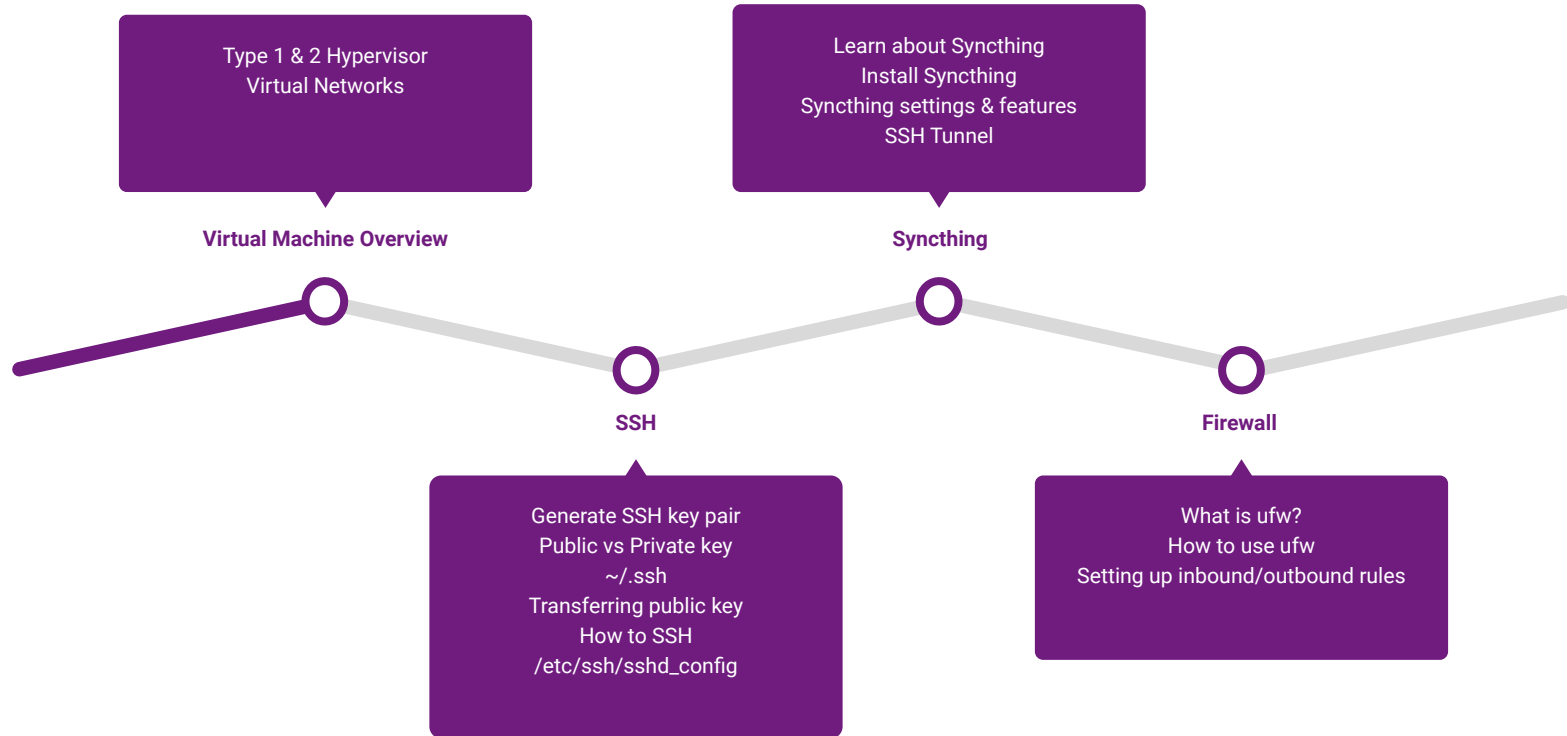 Type 1 & 2 Hypervisor
Virtual Networks
Virtual Machine Overview
SSH
Generate SSH key pair
Public vs Private key
~/.ssh
Transferring public key
How to SSH
/etc/ssh/sshd_config
Learn about Syncthing
Install Syncthing
Syncthing settings & features
SSH Tunnel
Syncthing
Firewall
What is ufw?
How to use ufw
Setting up inbound/outbound rules